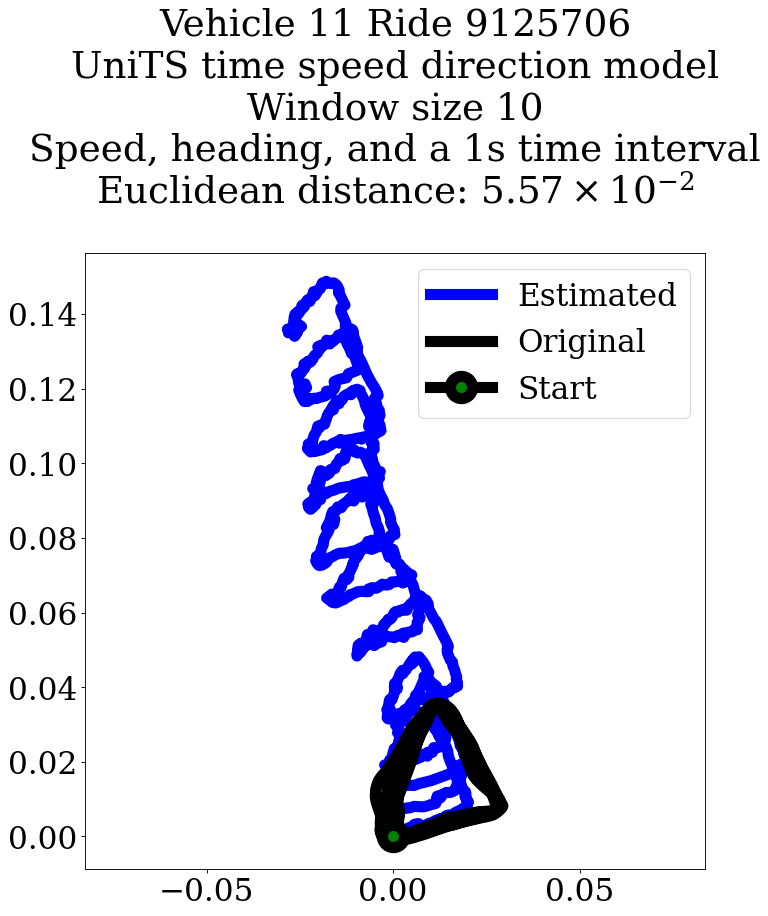 Vehicle 11 Ride 9125706
UniTS time speed direction model
Window size 10
Speed, heading, and a 1s time interval
Euclidean distance: 5.57 × 10⁻²
Estimated
Original
Start
0.14
0.12
0.10
0.08
0.06
0.04
0.02
0.00
−0.05 0.00 0.05